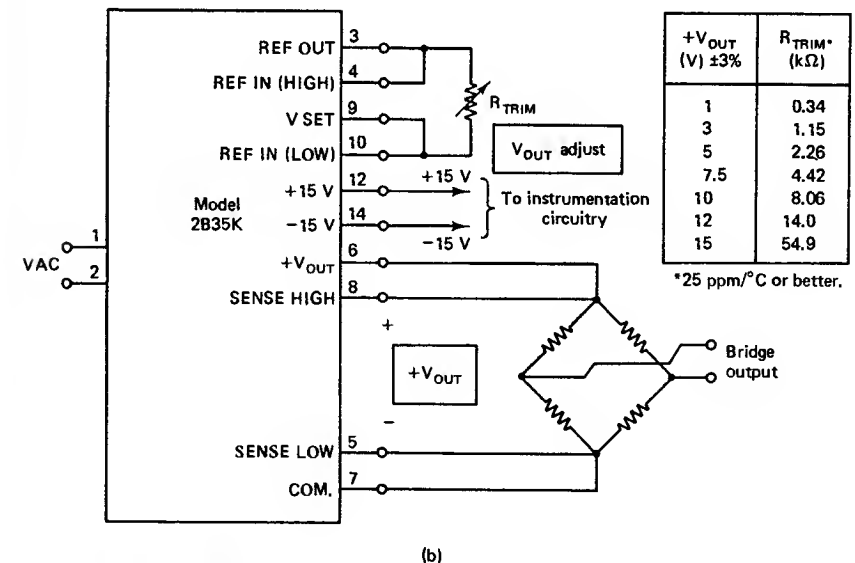 REF OUT 3
REF IN (HIGH) 4
V SET 9
REF IN (LOW) 10
+15 V 12
-15 V 14
+V_OUT 6
SENSE HIGH 8
SENSE LOW 5
COM. 7
Model
2B35K
VAC
1
2
R_TRIM
V_OUT adjust
+15 V
-15 V
To instrumentation
circuitry
+
+V_OUT
–
Bridge
output
+V_OUT (V) ±3% R_TRIM* (kΩ)
1 0.34
3 1.15
5 2.26
7.5 4.42
10 8.06
12 14.0
15 54.9
*25 ppm/°C or better.
(b)